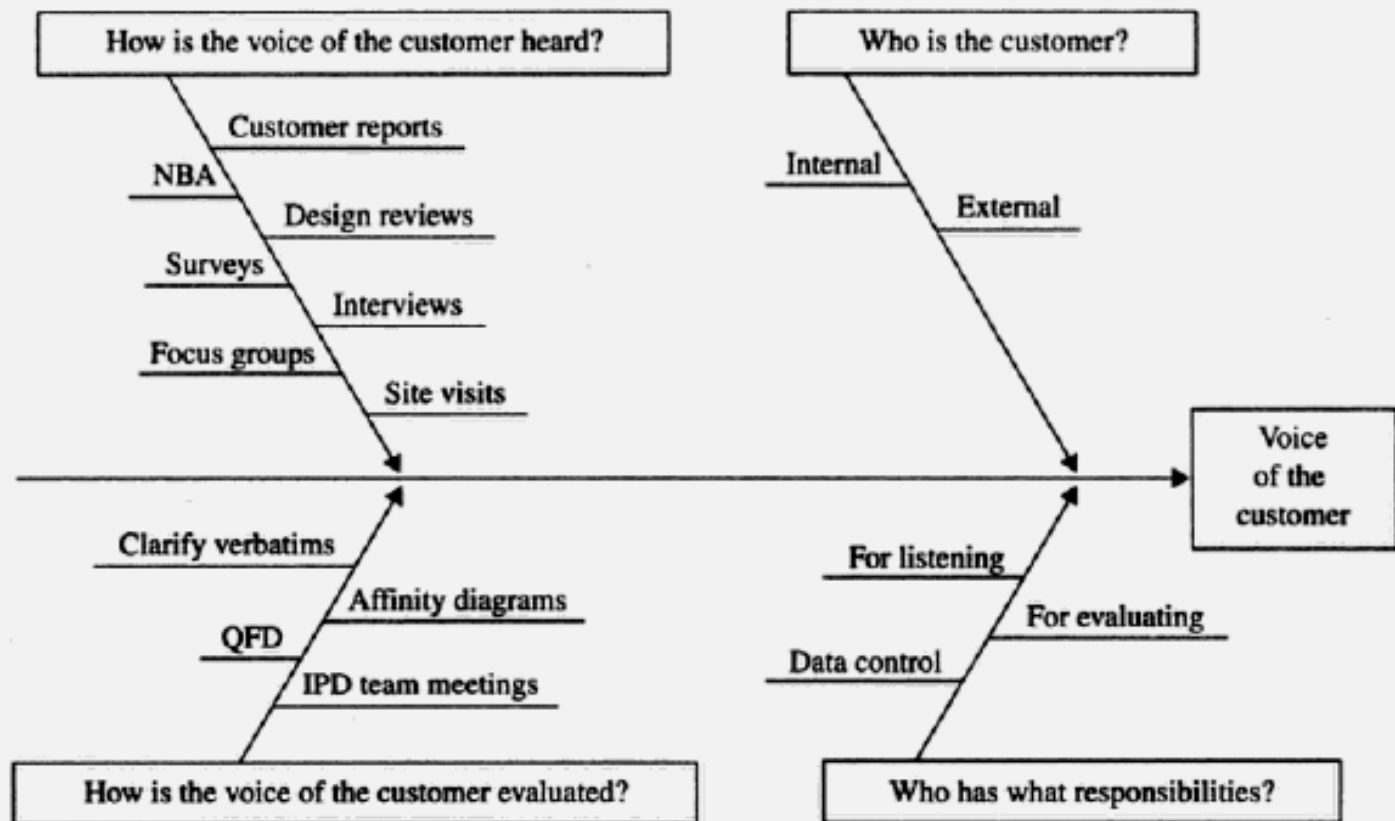 How is the voice of the customer heard?
Who is the customer?
Customer reports
NBA
Design reviews
Surveys
Interviews
Focus groups
Site visits
Internal
External
Voice
of the
customer
Clarify verbatims
Affinity diagrams
QFD
IPD team meetings
For listening
For evaluating
Data control
How is the voice of the customer evaluated?
Who has what responsibilities?